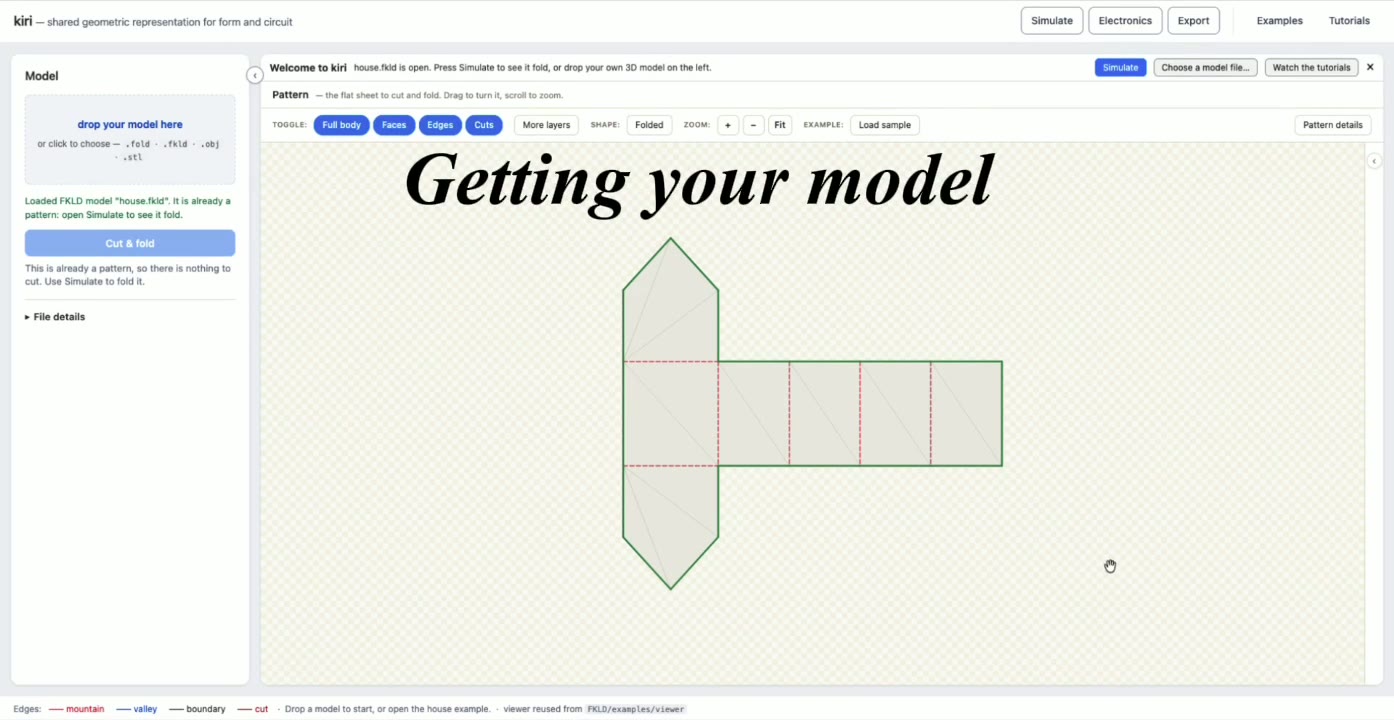 kiri — shared geometric representation for form and circuit
Simulate Electronics Export Examples Tutorials
Model
drop your model here
or click to choose — .fold · .fkld · .obj
· .stl
Loaded FKLD model "house.fkld". It is already a
pattern: open Simulate to see it fold.
Cut & fold
This is already a pattern, so there is nothing to
cut. Use Simulate to fold it.
▸ File details
Welcome to kiri house.fkld is open. Press Simulate to see it fold, or drop your own 3D model on the left.
Simulate Choose a model file... Watch the tutorials ×
Pattern — the flat sheet to cut and fold. Drag to turn it, scroll to zoom.
TOGGLE: Full body Faces Edges Cuts More layers SHAPE: Folded ZOOM: + − Fit EXAMPLE: Load sample Pattern details
Getting your model
Edges: mountain valley boundary cut · Drop a model to start, or open the house example. · viewer reused from FKLD/examples/viewer